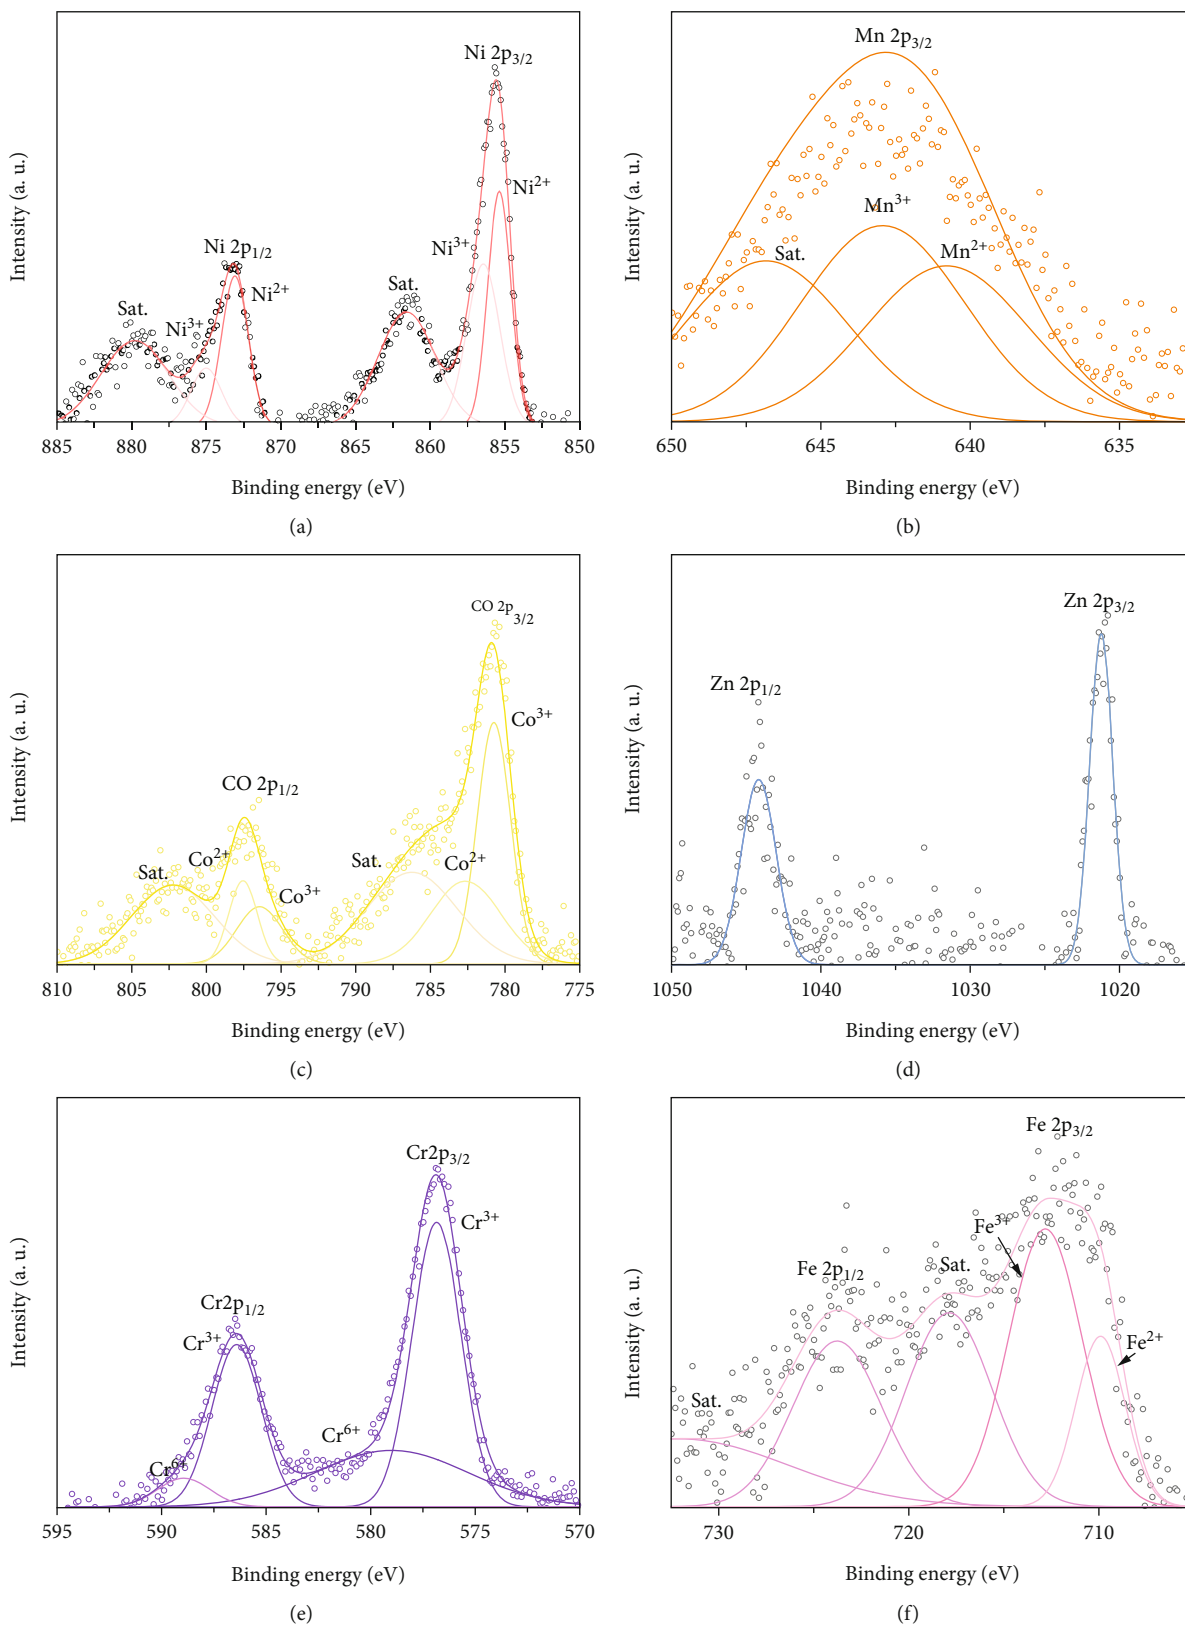 Ni 2p3/2
Ni2+
Ni3+
Ni 2p1/2
Ni2+
Sat.
Sat.
Ni3+
Intensity (a. u.)
885 880 875 870 865 860 855 850
Binding energy (eV)
(a)
Mn 2p3/2
Mn3+
Mn2+
Sat.
Intensity (a. u.)
650 645 640 635
Binding energy (eV)
(b)
CO 2p3/2
Co3+
CO 2p1/2
Co2+
Sat.
Sat.
Co2+
Co3+
Intensity (a. u.)
810 805 800 795 790 785 780 775
Binding energy (eV)
(c)
Zn 2p3/2
Zn 2p1/2
Intensity (a. u.)
1050 1040 1030 1020
Binding energy (eV)
(d)
Cr2p3/2
Cr3+
Cr2p1/2
Cr3+
Cr6+
Cr6+
Intensity (a. u.)
595 590 585 580 575 570
Binding energy (eV)
(e)
Fe 2p3/2
Fe3+
Sat.
Fe 2p1/2
Fe2+
Sat.
Intensity (a. u.)
730 720 710
Binding energy (eV)
(f)